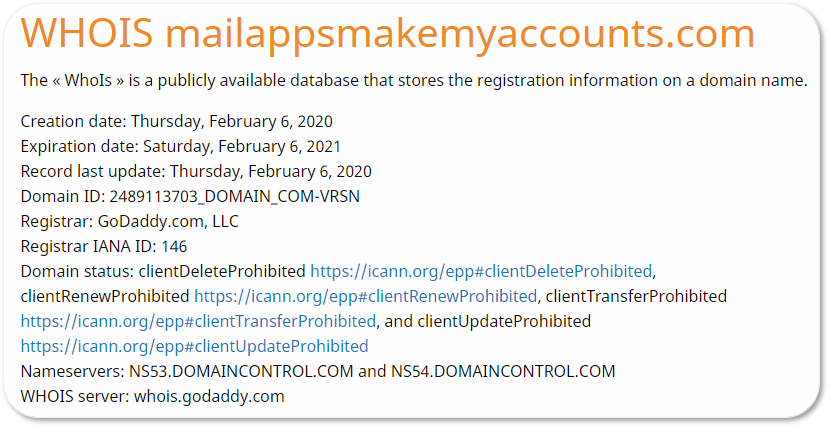 WHOIS mailappsmakemyaccounts.com
The « WhoIs » is a publicly available database that stores the registration information on a domain name.
Creation date: Thursday, February 6, 2020
Expiration date: Saturday, February 6, 2021
Record last update: Thursday, February 6, 2020
Domain ID: 2489113703_DOMAIN_COM-VRSN
Registrar: GoDaddy.com, LLC
Registrar IANA ID: 146
Domain status: clientDeleteProhibited https://icann.org/epp#clientDeleteProhibited,
clientRenewProhibited https://icann.org/epp#clientRenewProhibited, clientTransferProhibited
https://icann.org/epp#clientTransferProhibited, and clientUpdateProhibited
https://icann.org/epp#clientUpdateProhibited
Nameservers: NS53.DOMAINCONTROL.COM and NS54.DOMAINCONTROL.COM
WHOIS server: whois.godaddy.com